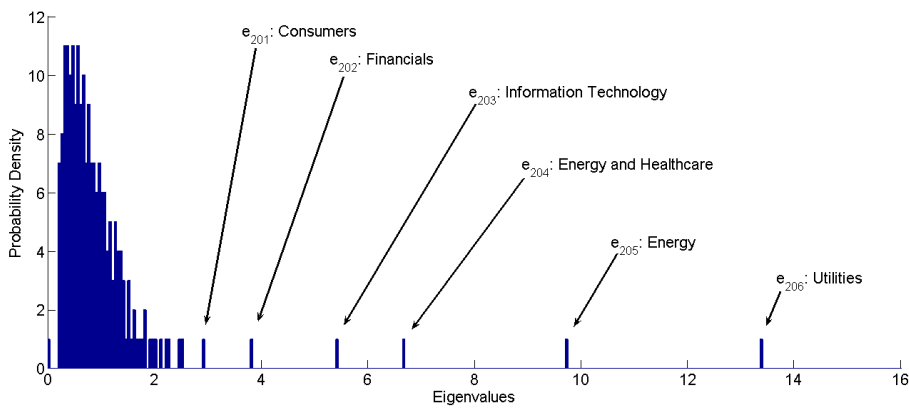 12
10
8
6
4
2
0
Probability Density
e201: Consumers
e202: Financials
e203: Information Technology
e204: Energy and Healthcare
e205: Energy
e206: Utilities
0 2 4 6 8 10 12 14 16
Eigenvalues